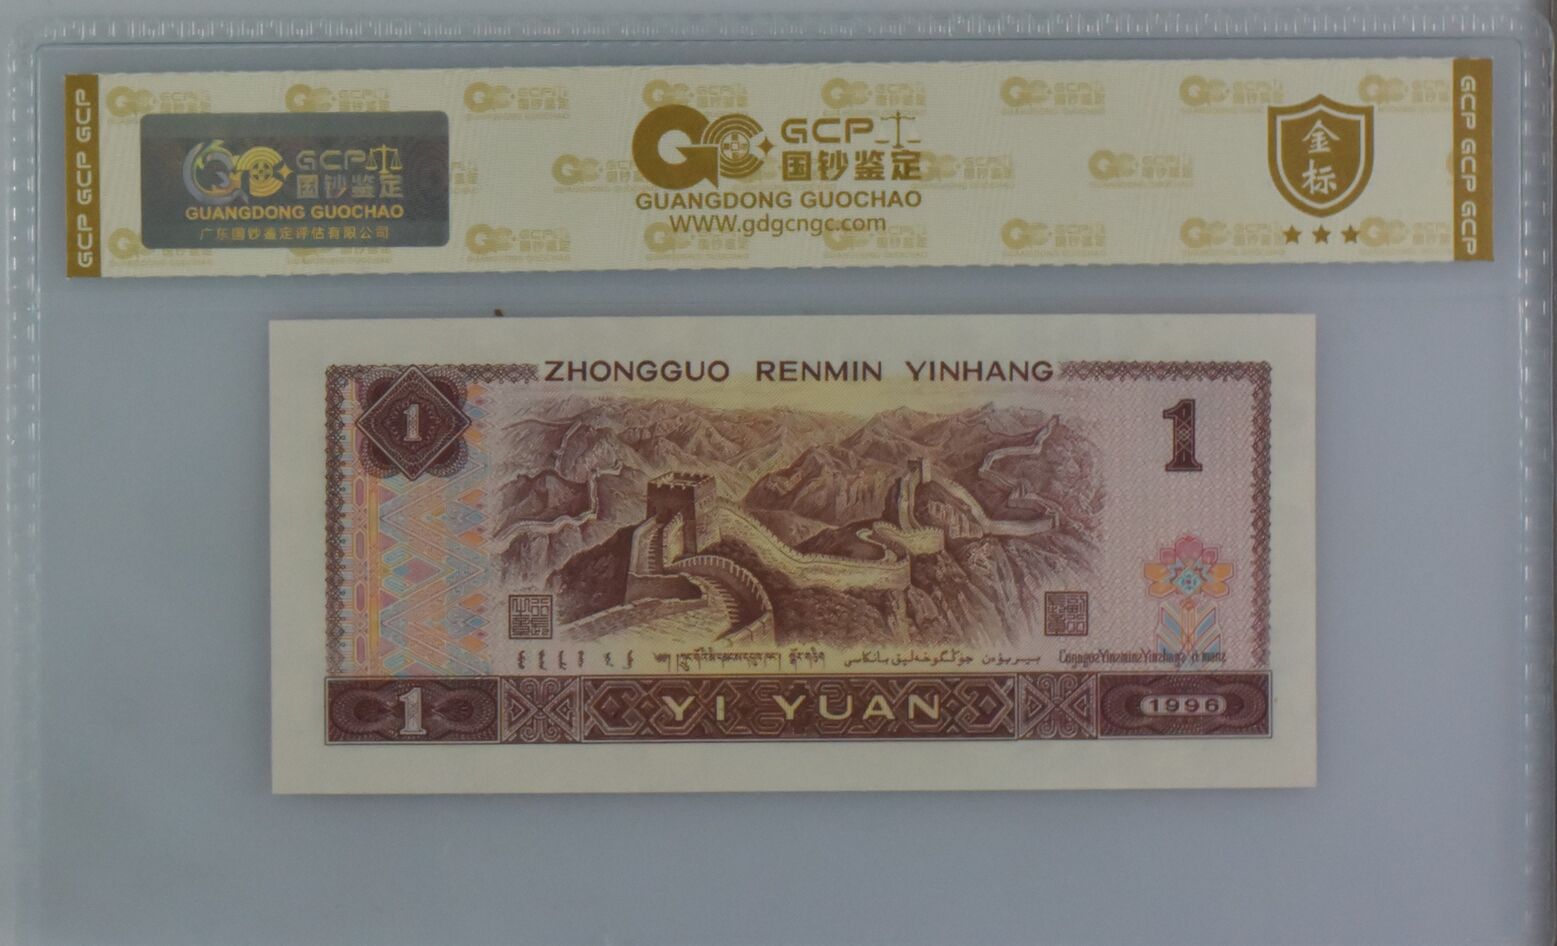 GCP GCP GCP
GCP
国钞鉴定
GUANGDONG GUOCHAO
广东国钞鉴定评估有限公司
GCP
国钞鉴定
GUANGDONG GUOCHAO
WWW.gdgcngc.com
金标
GCP GCP GCP
ZHONGGUO RENMIN YINHANG
1
1
1
YI YUAN
1996